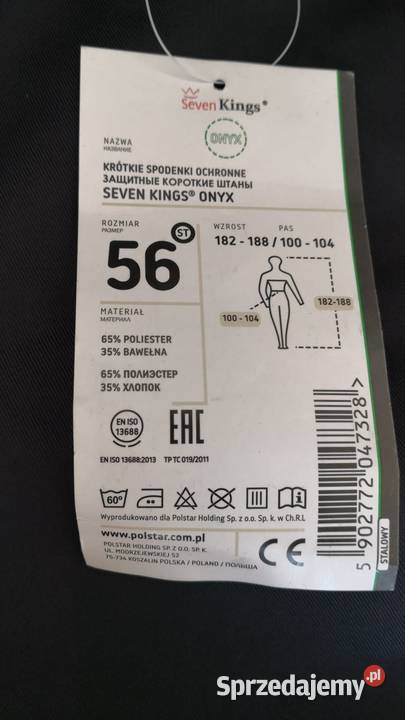 Seven Kings®
ONYX
NAZWA
НАЗВАНИЕ
KRÓTKIE SPODENKI OCHRONNE
ЗАЩИТНЫЕ КОРОТКИЕ ШТАНЫ
SEVEN KINGS® ONYX
ROZMIAR
РАЗМЕР
56 ST
WZROST PAS
182 - 188 / 100 - 104
182-188
100 - 104
MATERIAŁ
МАТЕРИАЛ
65% POLIESTER
35% BAWEŁNA
65% ПОЛИЭСТЕР
35% ХЛОПОК
EN ISO
13688
EAC
EN ISO 13688:2013 TP TC 019/2011
60°
Wyprodukowano dla Polstar Holding Sp. z o.o. Sp. k. w Ch.R.L
www.polstar.com.pl
POLSTAR HOLDING SP. Z O.O. SP. K.
UL. MODRZEJEWSKIEJ 52
75-734 KOSZALIN POLSKA / POLAND / ПОЛЬША
CE
5 902772 047328 >
STALOWY
Sprzedajemy.pl